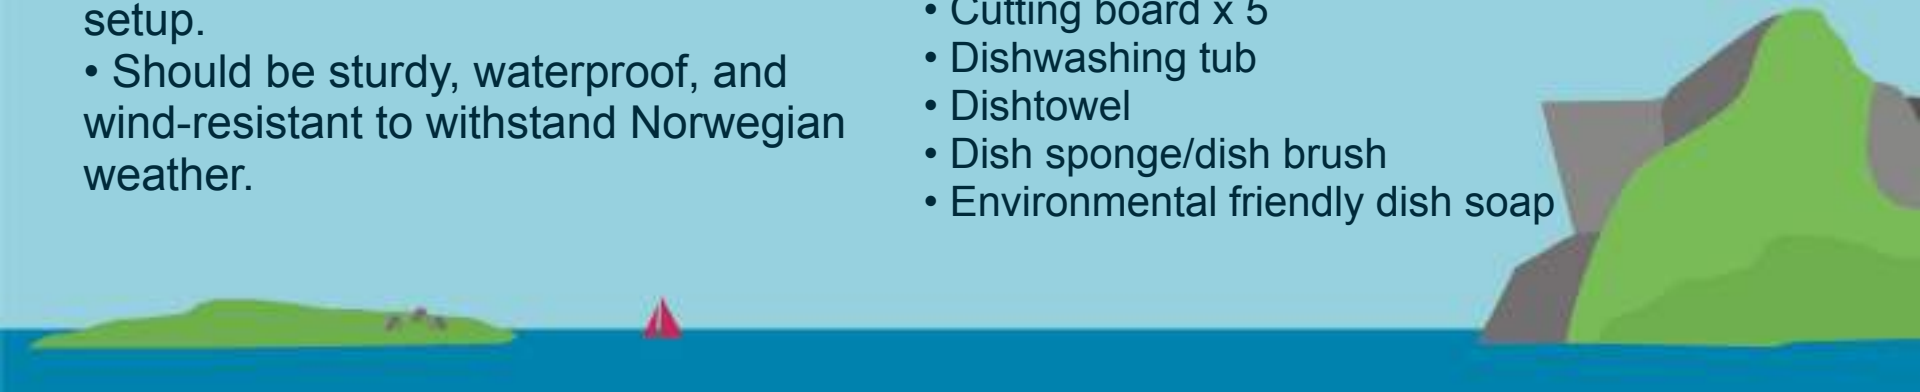 setup.
• Should be sturdy, waterproof, and
wind-resistant to withstand Norwegian
weather.
• Cutting board x 5
• Dishwashing tub
• Dishtowel
• Dish sponge/dish brush
• Environmental friendly dish soap